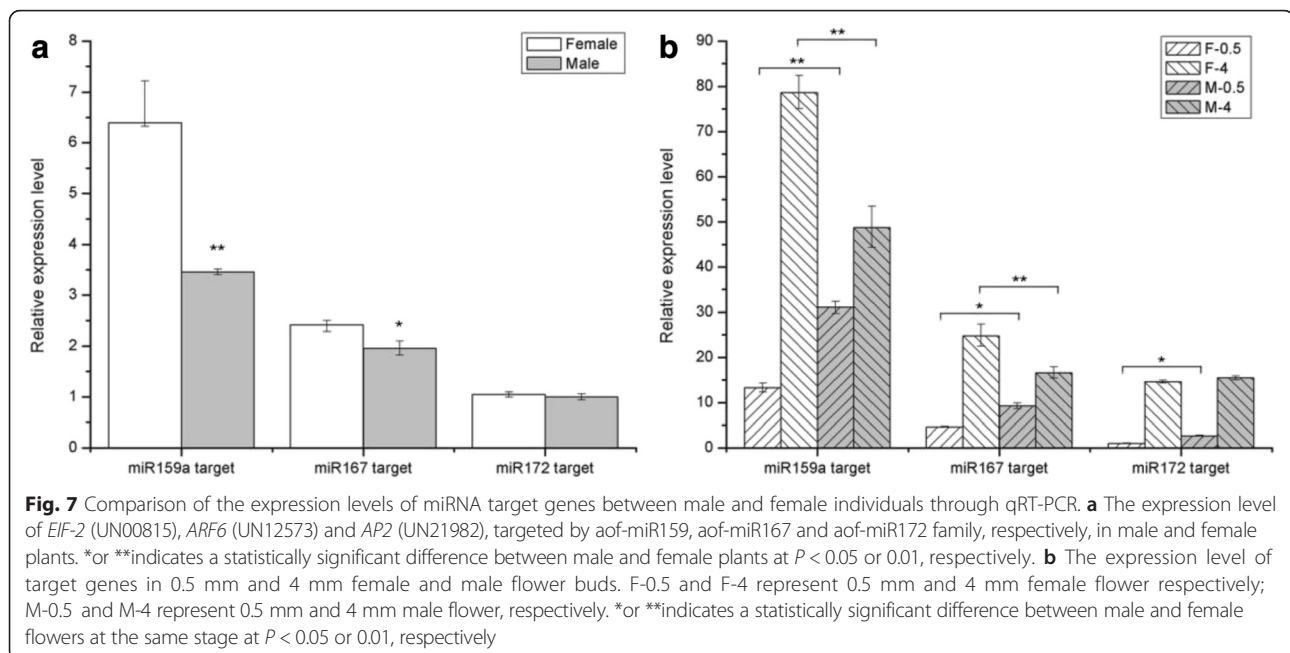 a
8
7
6
5
4
3
2
1
0
Relative expression level
Female
Male
**
*
miR159a target miR167 target miR172 target
b
90
80
70
60
50
40
30
20
10
0
Relative expression level
F-0.5
F-4
M-0.5
M-4
**
**
**
*
*
miR159a target miR167 target miR172 target
Fig. 7 Comparison of the expression levels of miRNA target genes between male and female individuals through qRT-PCR. a The expression level
of EIF-2 (UN00815), ARF6 (UN12573) and AP2 (UN21982), targeted by aof-miR159, aof-miR167 and aof-miR172 family, respectively, in male and female
plants. *or **indicates a statistically significant difference between male and female plants at P < 0.05 or 0.01, respectively. b The expression level of
target genes in 0.5 mm and 4 mm female and male flower buds. F-0.5 and F-4 represent 0.5 mm and 4 mm female flower respectively;
M-0.5 and M-4 represent 0.5 mm and 4 mm male flower, respectively. *or **indicates a statistically significant difference between male and female
flowers at the same stage at P < 0.05 or 0.01, respectively